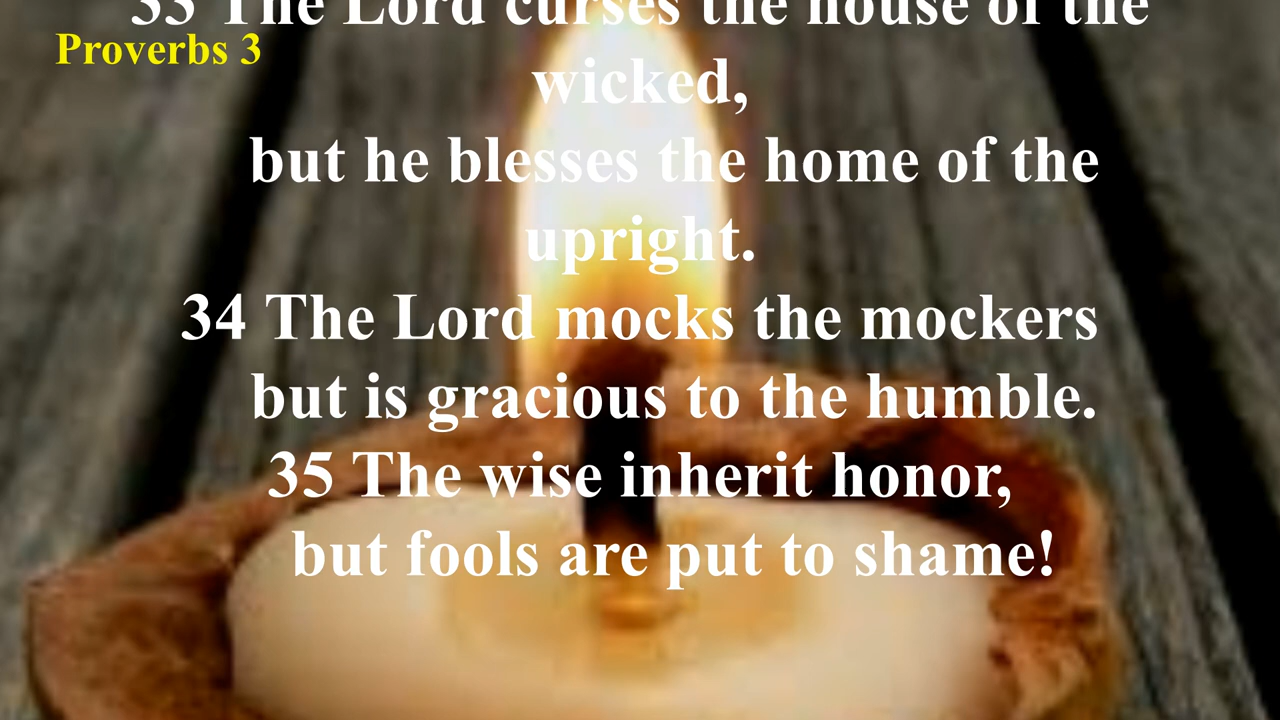 33 The Lord curses the house of the
Proverbs 3
wicked,
but he blesses the home of the
upright.
34 The Lord mocks the mockers
but is gracious to the humble.
35 The wise inherit honor,
but fools are put to shame!